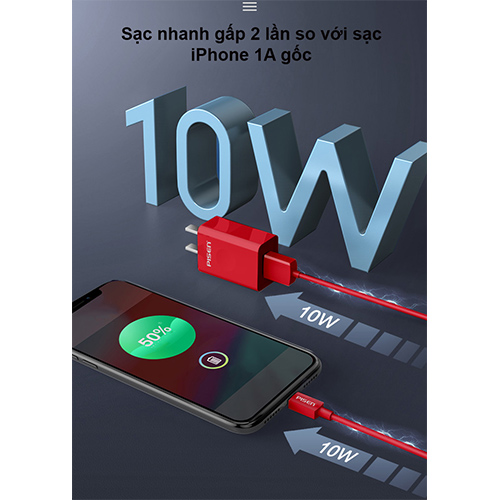 Sạc nhanh gấp 2 lần so với sạc
iPhone 1A gốc
10W
PISEN
10W
50%
PISEN
10W